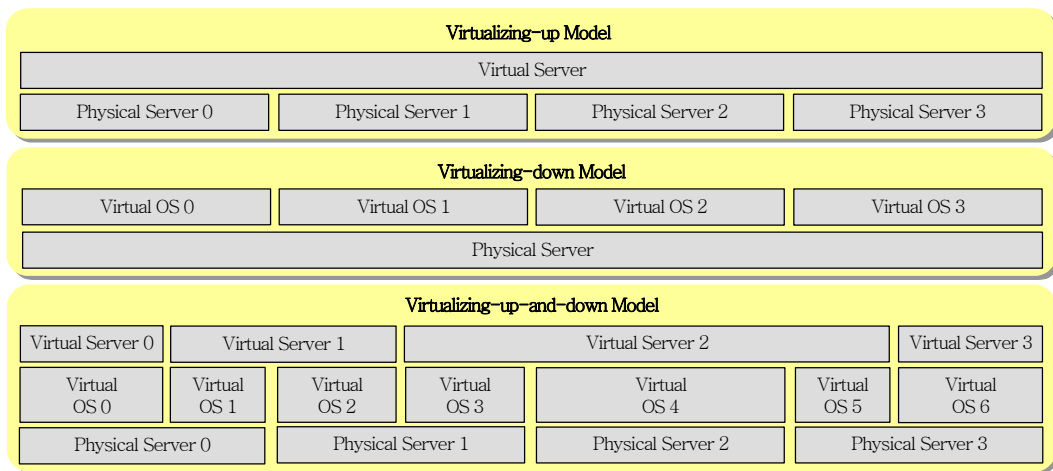 Virtualizing-up Model
Virtual Server
Physical Server 0
Physical Server 1
Physical Server 2
Physical Server 3
Virtualizing-down Model
Virtual OS 0
Virtual OS 1
Virtual OS 2
Virtual OS 3
Physical Server
Virtualizing-up-and-down Model
Virtual Server 0
Virtual Server 1
Virtual Server 2
Virtual Server 3
Virtual
OS 0
Virtual
OS 1
Virtual
OS 2
Virtual
OS 3
Virtual
OS 4
Virtual
OS 5
Virtual
OS 6
Physical Server 0
Physical Server 1
Physical Server 2
Physical Server 3